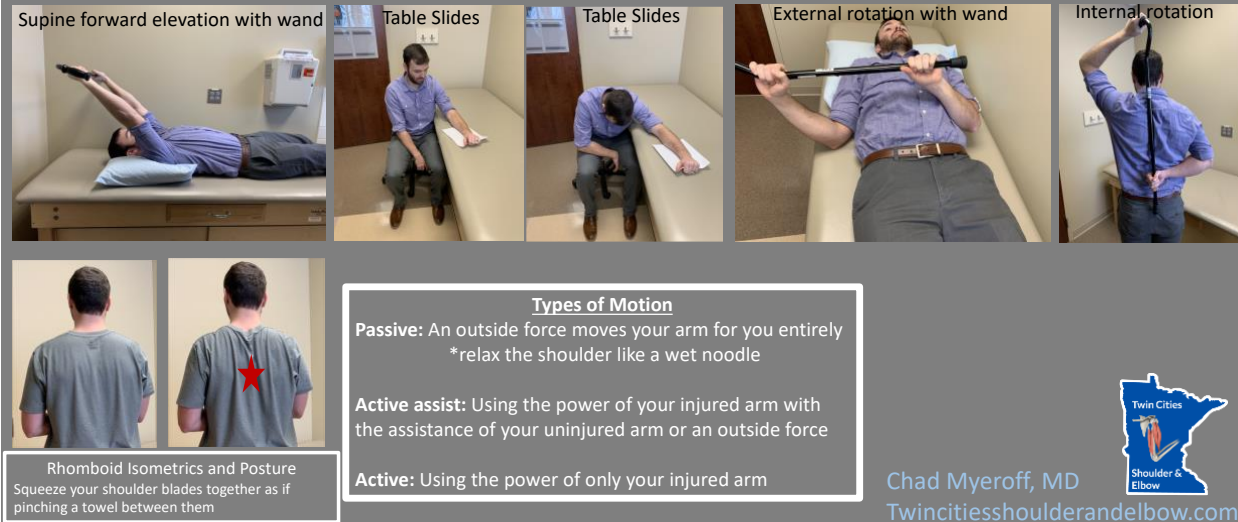 Supine forward elevation with wand
Table Slides
Table Slides
External rotation with wand
Internal rotation
Types of Motion
Passive: An outside force moves your arm for you entirely
*relax the shoulder like a wet noodle
Active assist: Using the power of your injured arm with
the assistance of your uninjured arm or an outside force
Active: Using the power of only your injured arm
Rhomboid Isometrics and Posture
Squeeze your shoulder blades together as if
pinching a towel between them
Twin Cities
Shoulder &
Elbow
Chad Myeroff, MD
Twincitiesshoulderandelbow.com